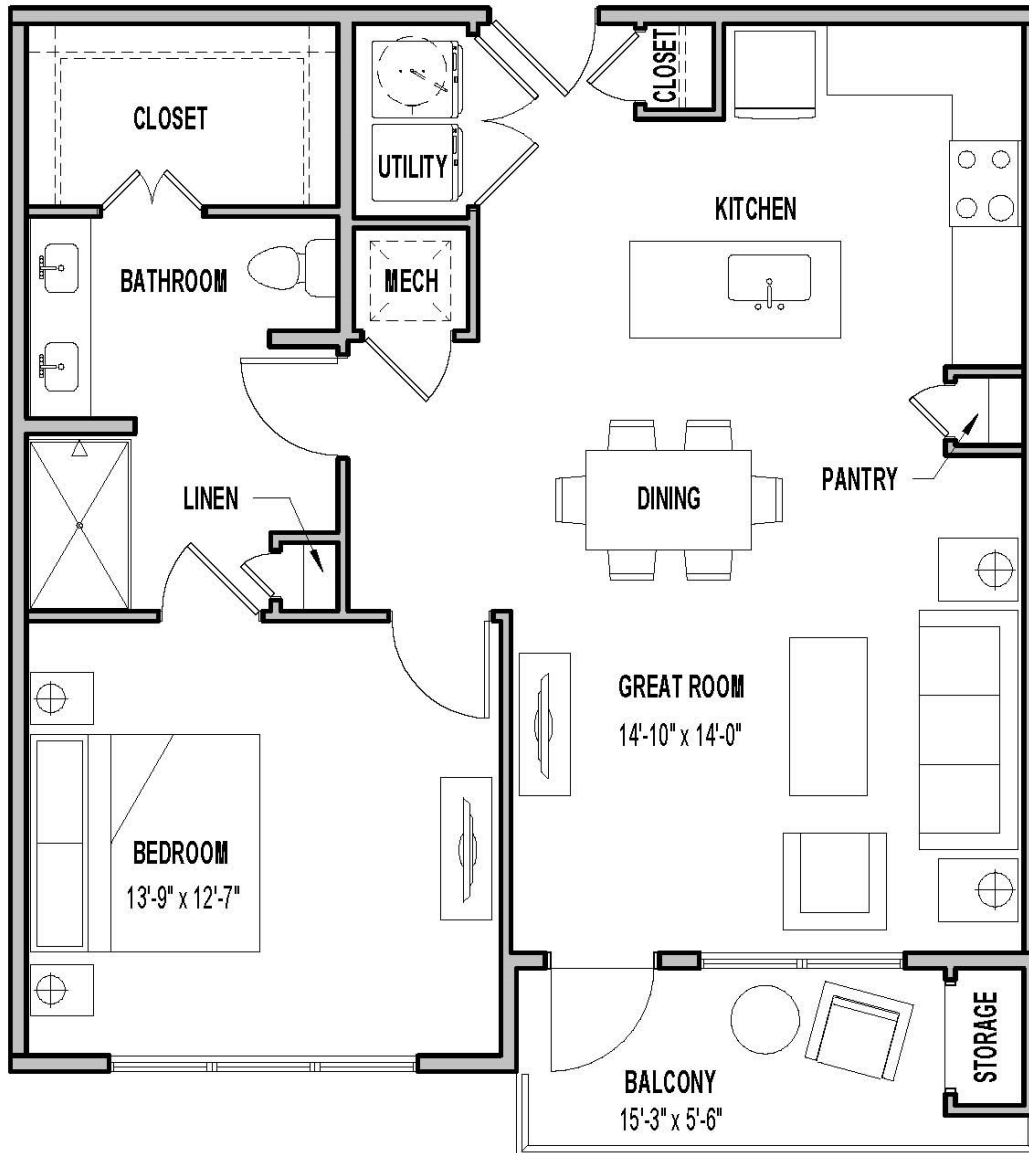 CLOSET
CLOSET
UTILITY
KITCHEN
BATHROOM
MECH
PANTRY
LINEN
DINING
GREAT ROOM
14'-10" x 14'-0"
BEDROOM
13'-9" x 12'-7"
STORAGE
BALCONY
15'-3" x 5'-6"